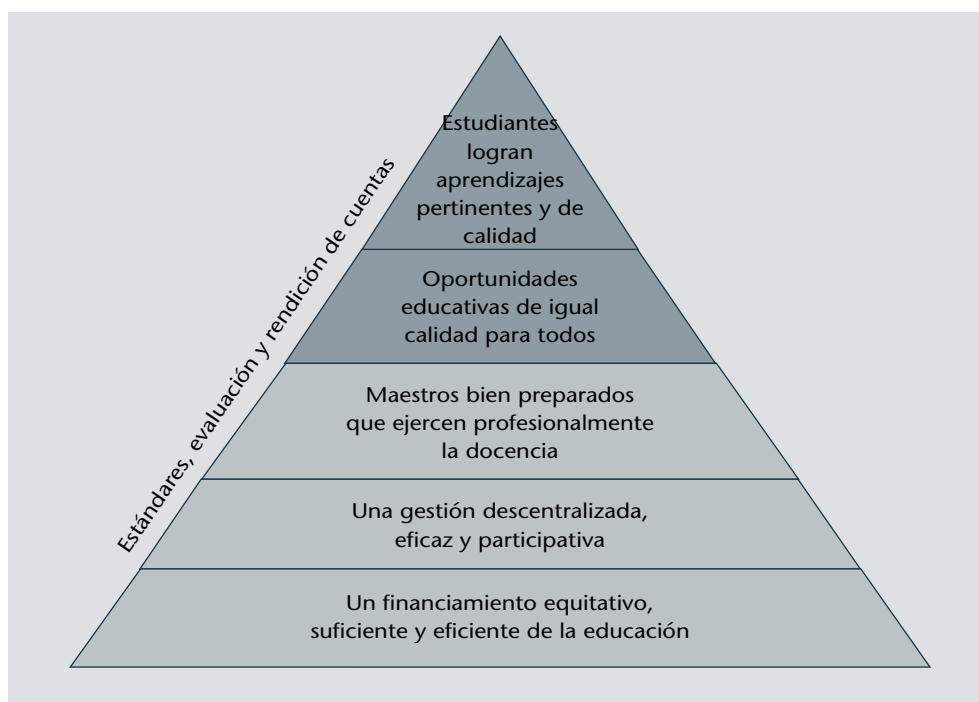 Estudiantes
logran
aprendizajes
pertinentes y de
calidad
Oportunidades
educativas de igual
calidad para todos
Maestros bien preparados
que ejercen profesionalmente
la docencia
Una gestión descentralizada,
eficaz y participativa
Un financiamiento equitativo,
suficiente y eficiente de la educación
Estándares, evaluación y rendición de cuentas